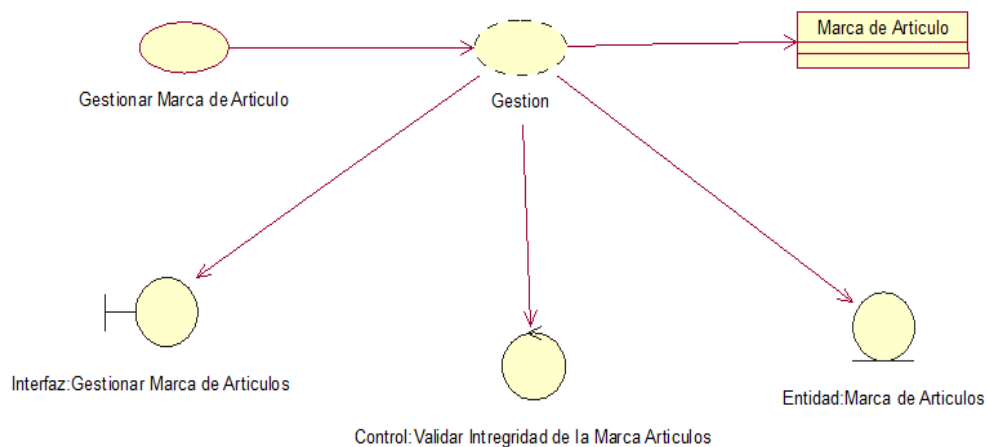 Marca de Articulo
Gestionar Marca de Articulo
Gestion
Interfaz:Gestionar Marca de Articulos
Entidad:Marca de Articulos
Control:Validar Intregridad de la Marca Articulos